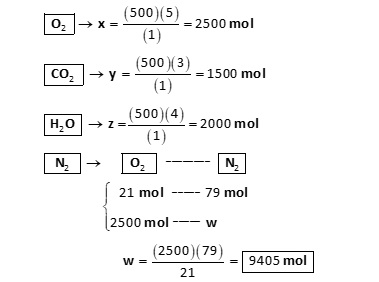 O₂ → x = (500)(5) / (1) = 2500 mol
CO₂ → y = (500)(3) / (1) = 1500 mol
H₂O → z = (500)(4) / (1) = 2000 mol
N₂ → O₂ -------- N₂
21 mol ----- 79 mol
2500 mol ----- w
w = (2500)(79) / 21 = 9405 mol